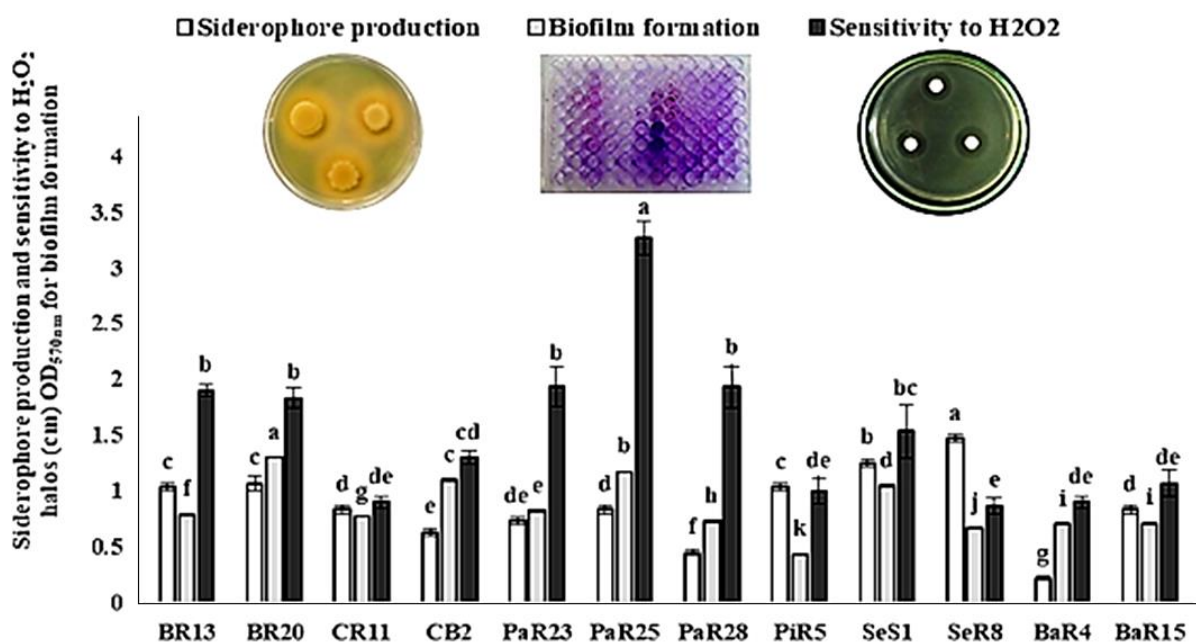 Siderophore production Biofilm formation Sensitivity to H2O2
Siderophore production and sensitivity to H₂O₂
halos (cm) OD₅₇₀nm for biofilm formation
4
3.5
3
2.5
2
1.5
1
0.5
0
c f b
c a b
d g de
e c cd
de e b
d b a
f h b
c k de
b d bc
a j e
g i de
d i de
BR13 BR20 CR11 CB2 PaR23 PaR25 PaR28 PiR5 SeS1 SeR8 BaR4 BaR15